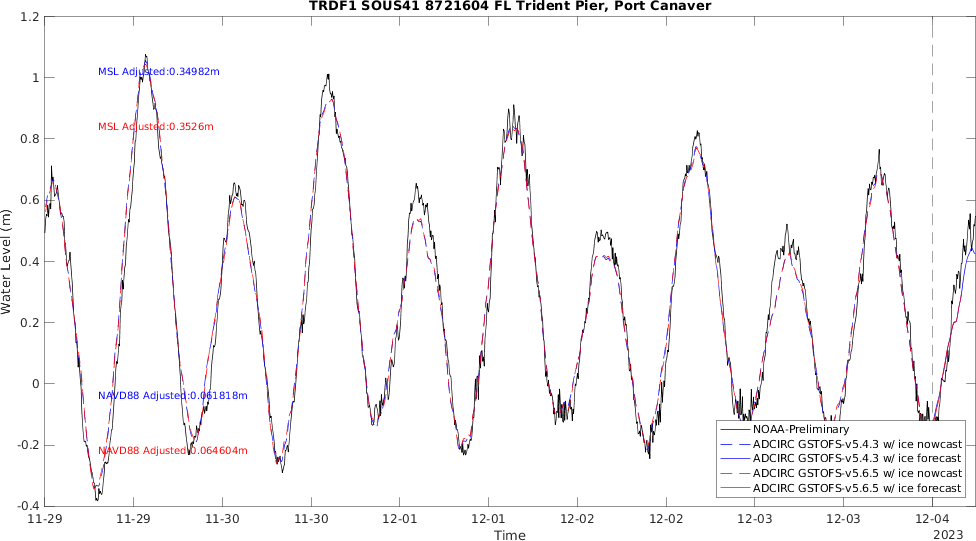 TRDF1 SOUS41 8721604 FL Trident Pier, Port Canaver
1.2
1
0.8
0.6
0.4
0.2
0
-0.2
-0.4
Water Level (m)
MSL Adjusted:0.34982m
MSL Adjusted:0.3526m
NAVD88 Adjusted:0.061818m
NAVD88 Adjusted:0.064604m
NOAA-Preliminary
ADCIRC GSTOFS-v5.4.3 w/ ice nowcast
ADCIRC GSTOFS-v5.4.3 w/ ice forecast
ADCIRC GSTOFS-v5.6.5 w/ ice nowcast
ADCIRC GSTOFS-v5.6.5 w/ ice forecast
11-29 11-29 11-30 11-30 12-01 12-01 12-02 12-02 12-03 12-03 12-04
Time
2023